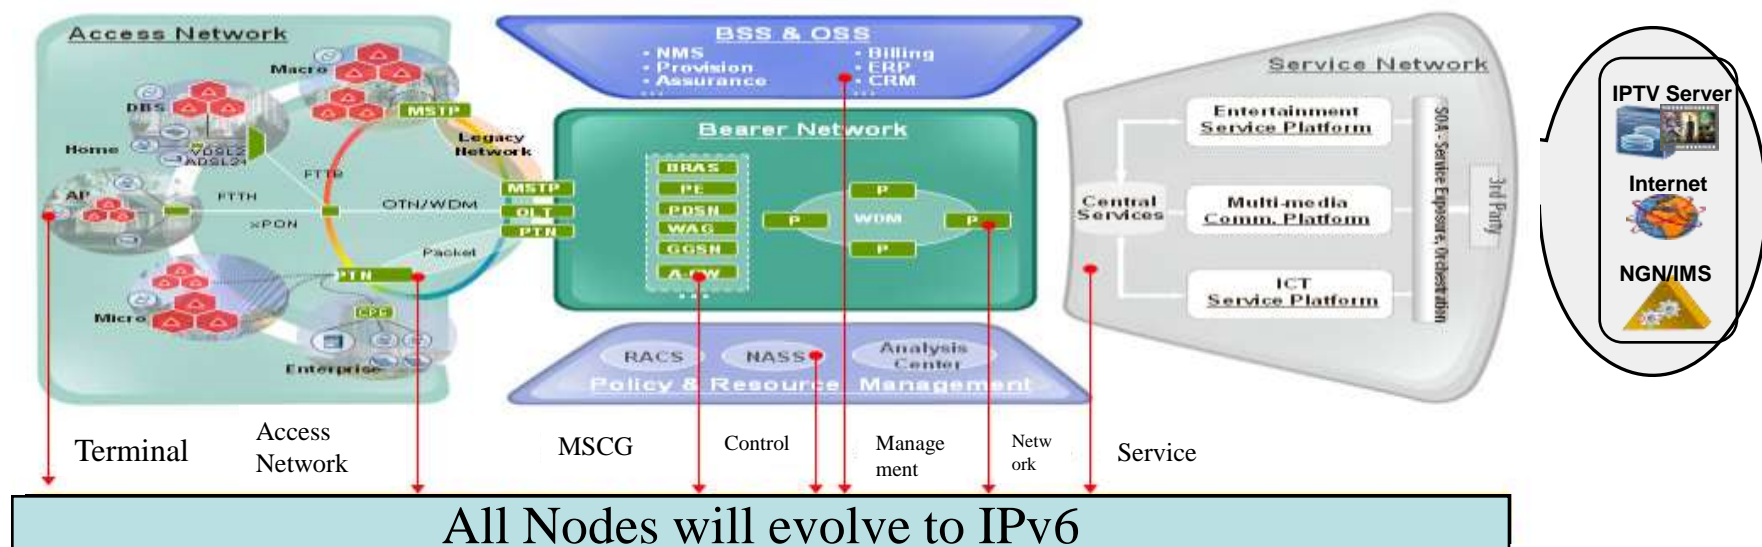 Access Network
Macro
DBS
MSTP
Home
VDSL2
Legacy
Network
AP
FTTH
FTTB
xPON
OTN/WDM
Packet
PTN
Micro
CPE
Enterprise
MSTP
OLT
PTN
BSS & OSS
• NMS
• Provision
• Assurance
...
• Billing
• ERP
• CRM
...
Bearer Network
BRAS
PE
PDSN
WAG
GGSN
...
P
P
WDM
P
P
RACS
NASS
Analysis
Center
Policy & Resource Management
Service Network
Entertainment
Service Platform
Central
Services
Multi-media
Comm. Platform
ICT
Service Platform
SOA - Service Exposure, Orchestration
3rd Party
IPTV Server
Internet
NGN/IMS
Terminal
Access
Network
MSCG
Control
Manage
ment
Netw
ork
Service
All Nodes will evolve to IPv6